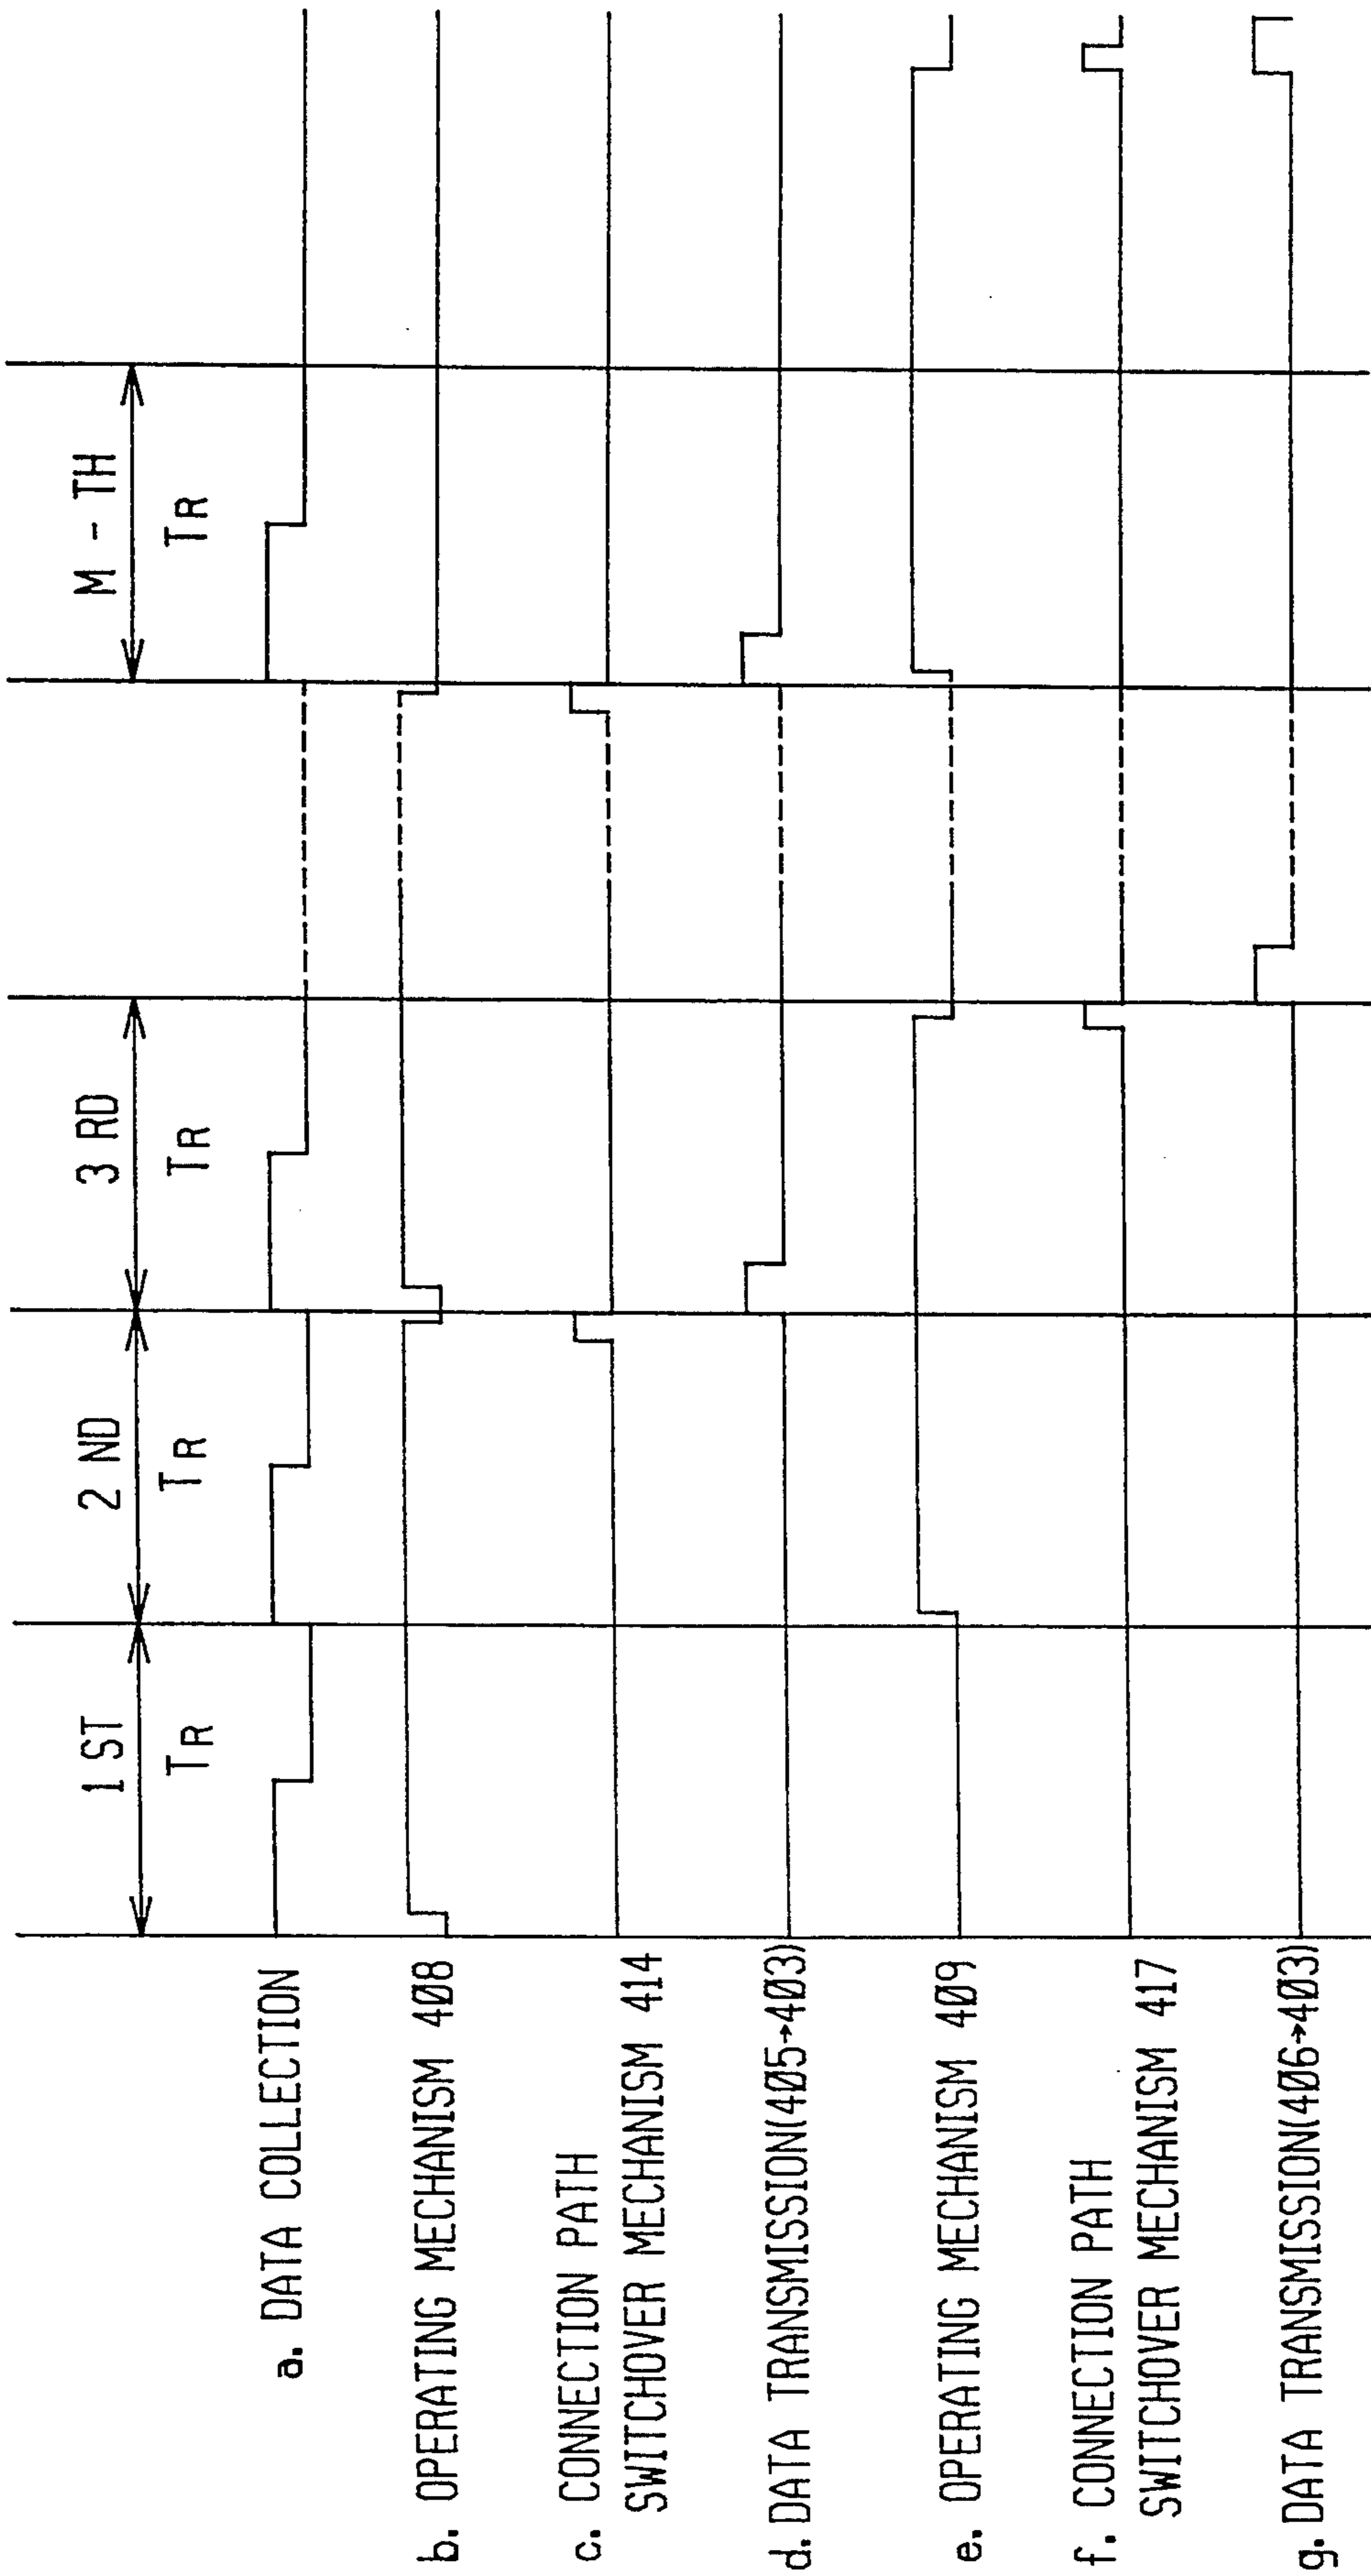 1 ST
2 ND
3 RD
M - TH
TR
TR
TR
TR
a. DATA COLLECTION
b. OPERATING MECHANISM 408
c. CONNECTION PATH
SWITCHOVER MECHANISM 414
d. DATA TRANSMISSION(405→403)
e. OPERATING MECHANISM 409
f. CONNECTION PATH
SWITCHOVER MECHANISM 417
g. DATA TRANSMISSION(406→403)